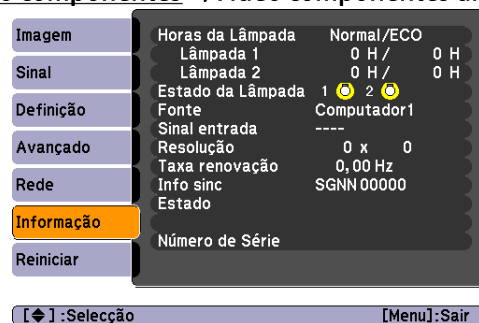 componentes
Imagem
Sinal
Definição
Avançado
Rede
Informação
Reiniciar
Horas da Lâmpada Normal/ECO
Lâmpada 1 0 H / 0 H
Lâmpada 2 0 H / 0 H
Estado da Lâmpada 1 2
Fonte Computador1
Sinal entrada ----
Resolução 0 x 0
Taxa renovação 0,00 Hz
Info sinc SGNN 00000
Estado
Número de Série
[ ] :Selecção [Menu]:Sair